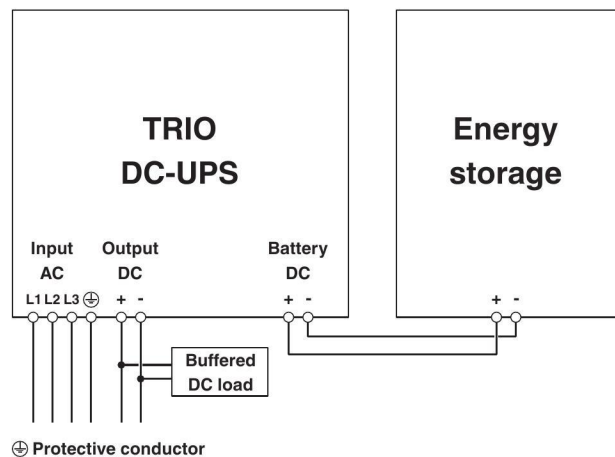 TRIO
DC-UPS
Energy
storage
Input
AC
Output
DC
Battery
DC
L1 L2 L3 ⏚ + -
+ -
+ -
Buffered
DC load
⏚ Protective conductor